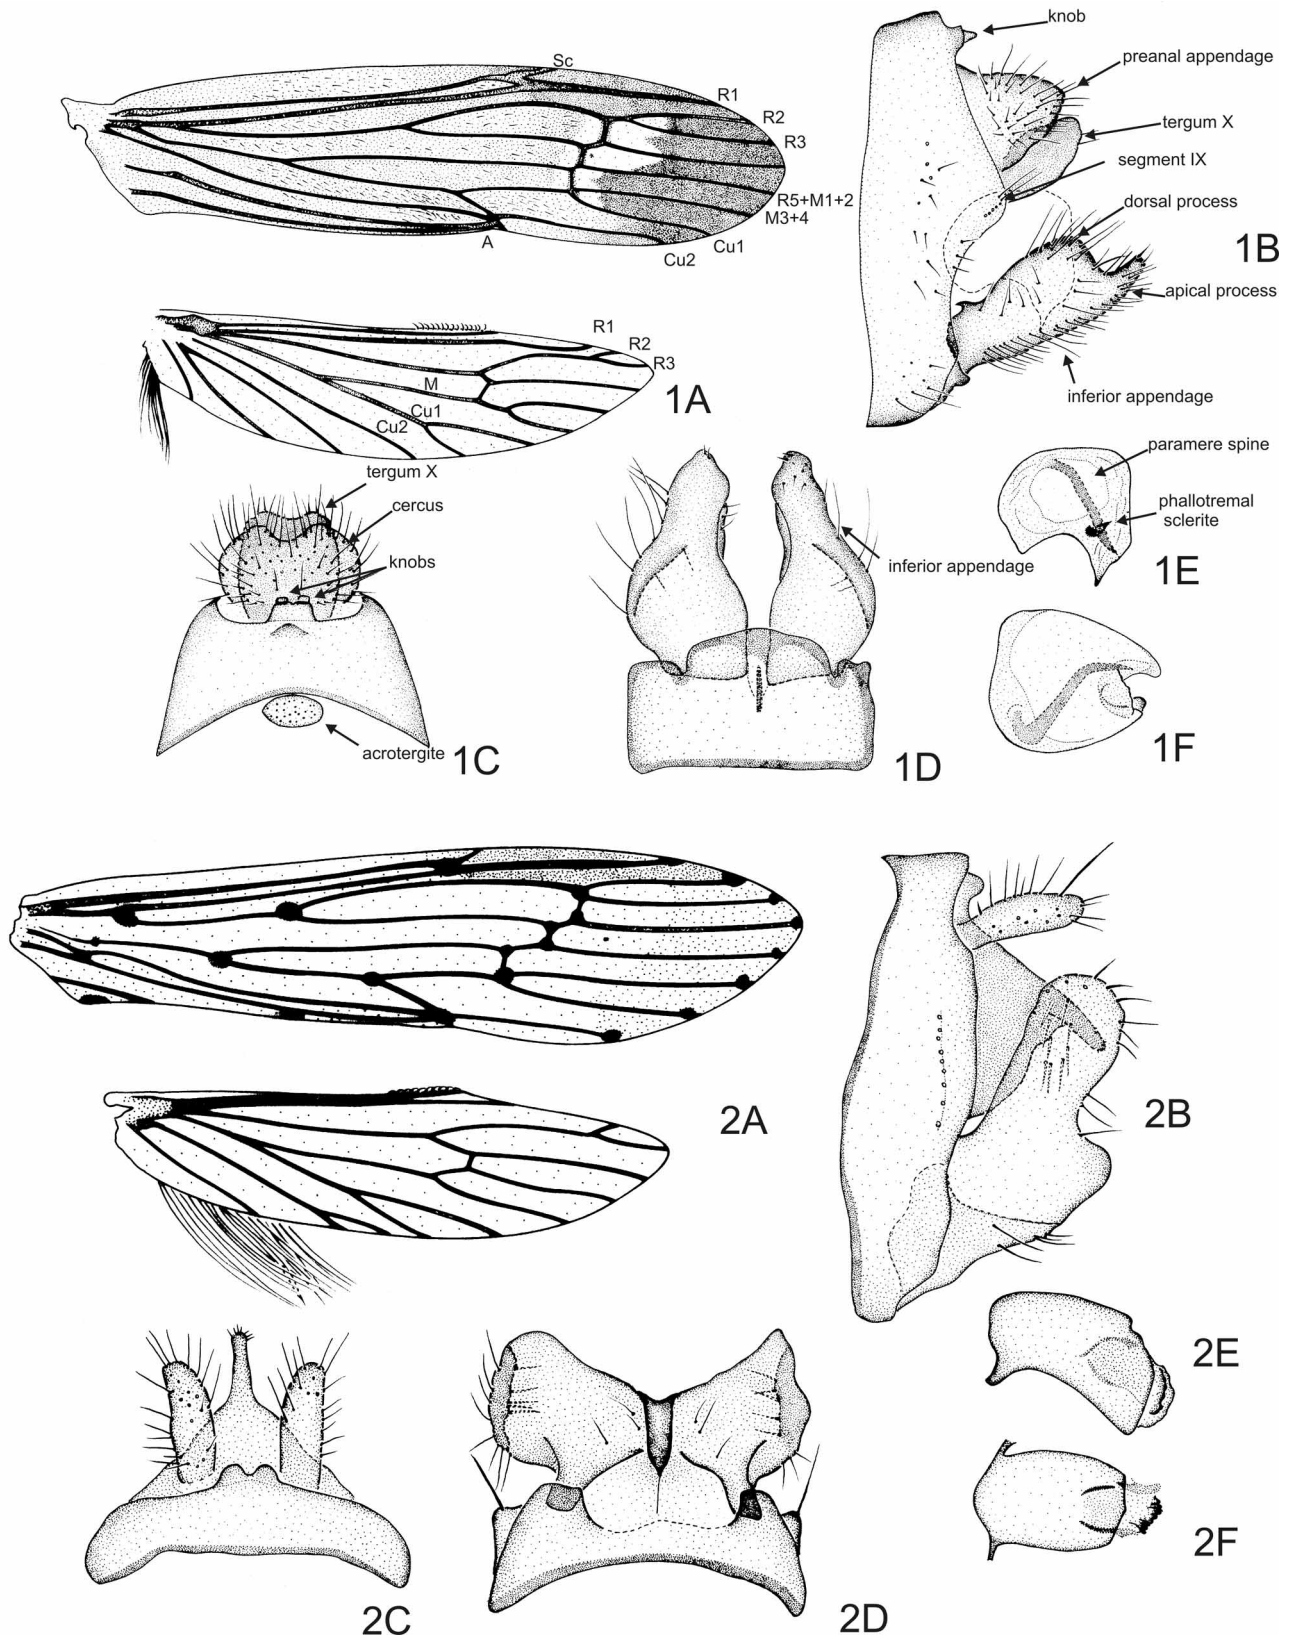 Sc
R1
R2
R3
R5+M1+2
M3+4
Cu1
Cu2
A
knob
preanal appendage
tergum X
segment IX
dorsal process
1B
apical process
inferior appendage
R1
R2
R3
M
Cu1
Cu2
1A
tergum X
cercus
knobs
acrotergite
1C
inferior appendage
1D
paramere spine
phallotremal
sclerite
1E
1F
2A
2B
2C
2D
2E
2F